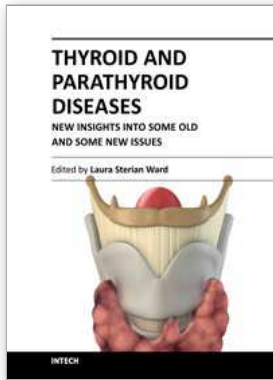 THYROID AND
PARATHYROID
DISEASES
NEW INSIGHTS INTO SOME OLD
AND SOME NEW ISSUES
Edited by Laura Sterian Ward
INTECH